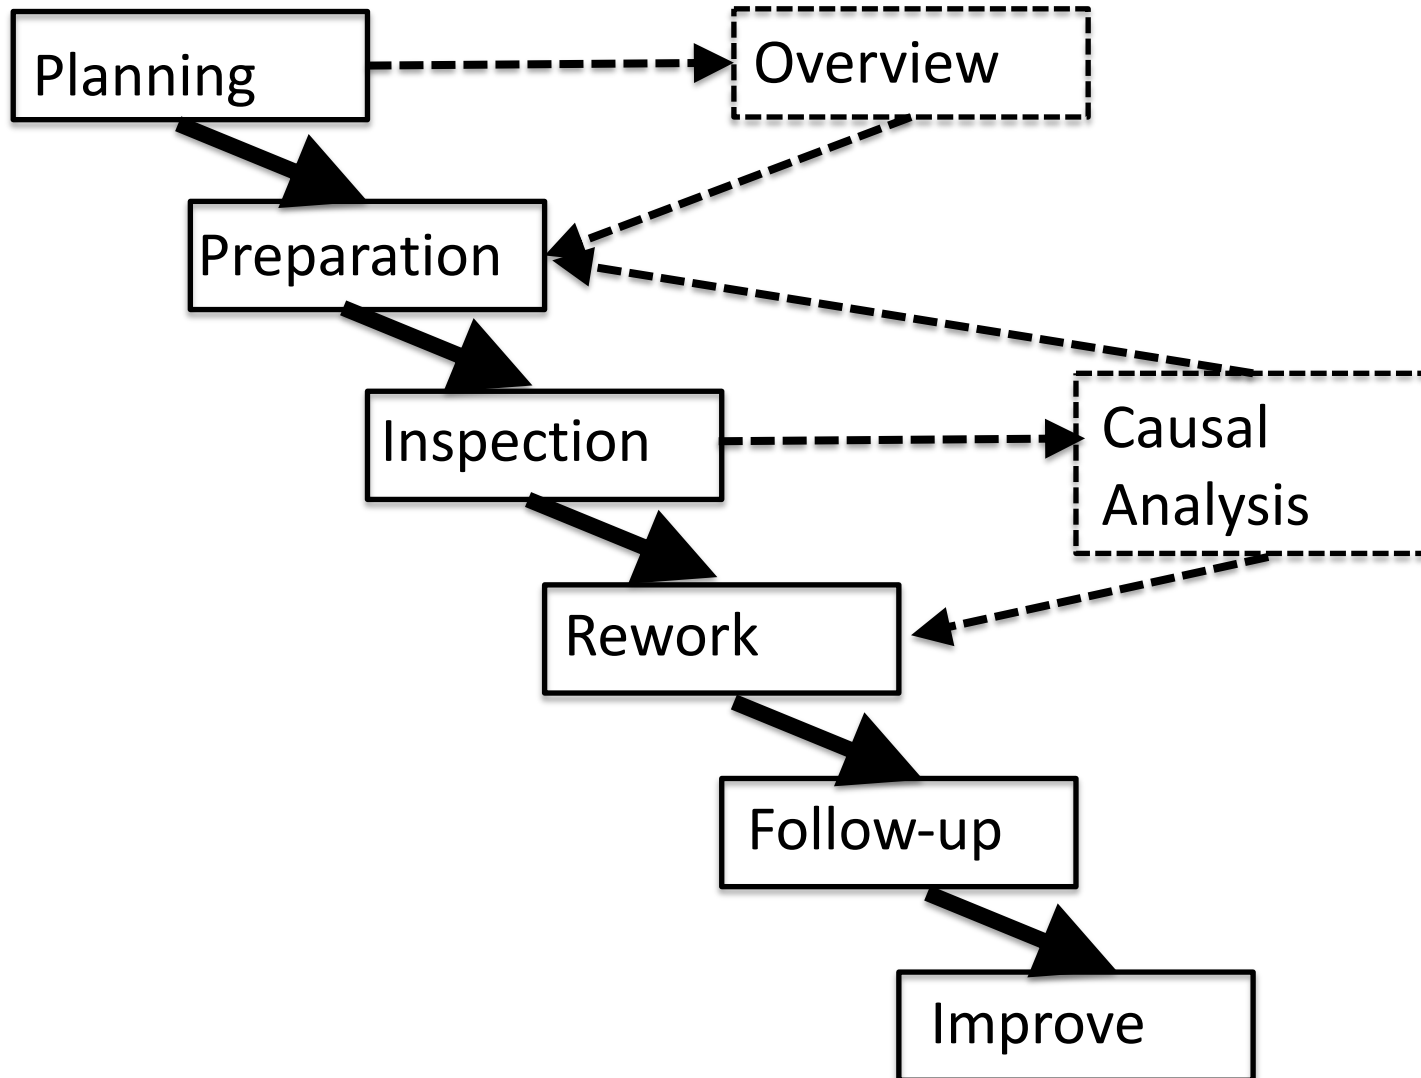 Planning
Overview
Preparation
Inspection
Causal
Analysis
Rework
Follow-up
Improve